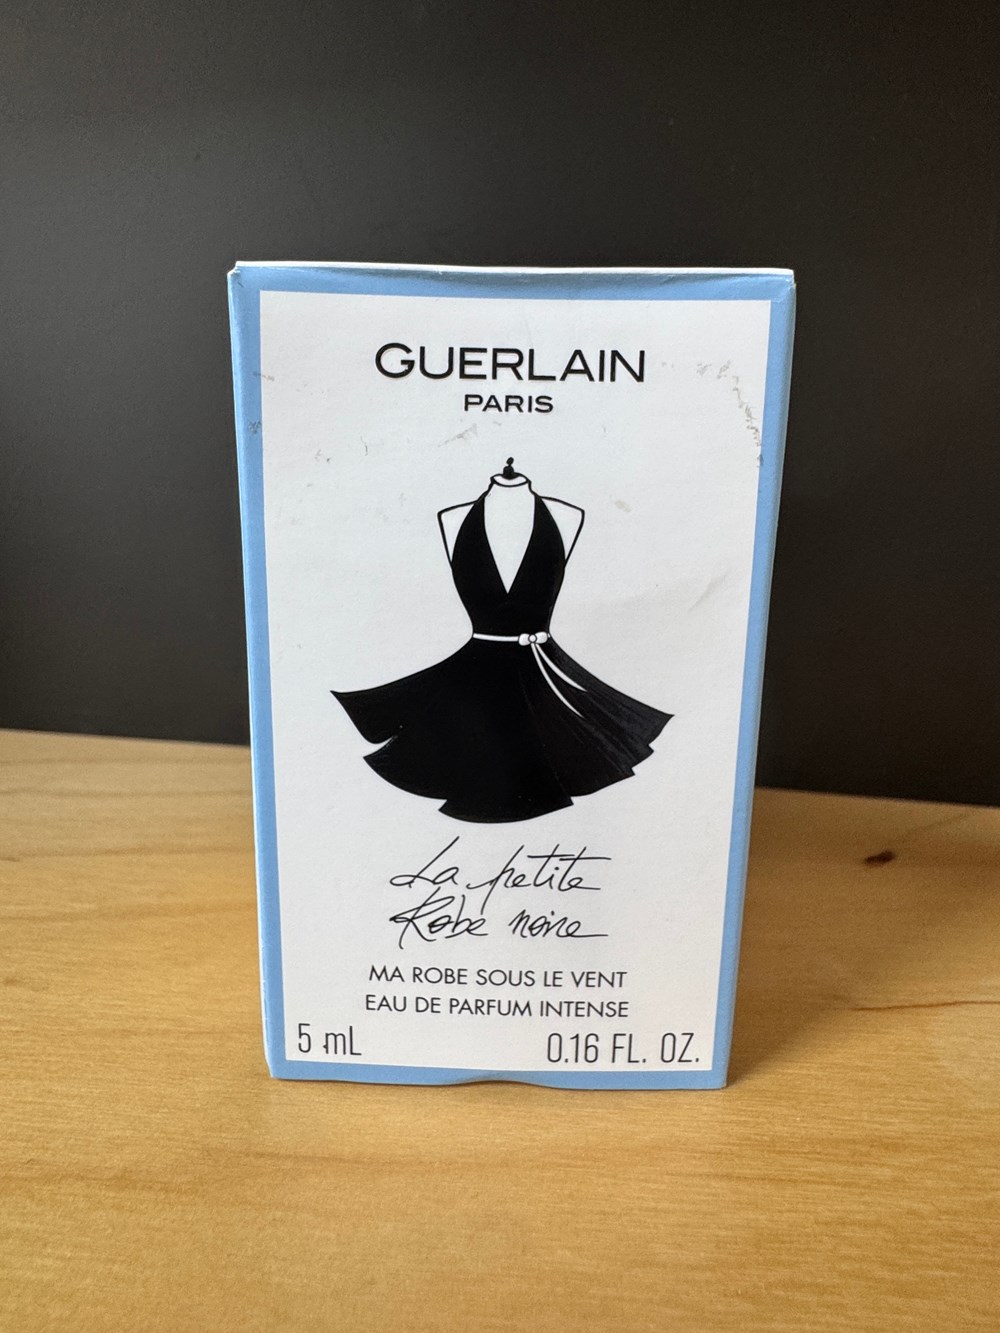 GUERLAIN
PARIS
La petite
Robe noire
MA ROBE SOUS LE VENT
EAU DE PARFUM INTENSE
5 mL 0.16 FL. OZ.